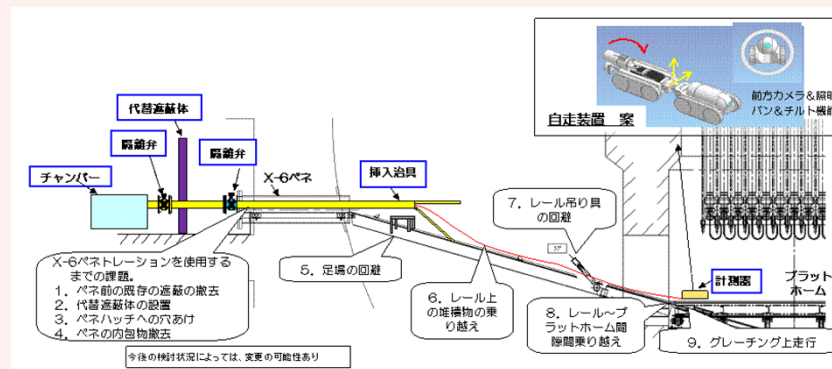 前方カメラ&照明
パン&チルト機能
自走装置 案
代替遮蔽体
隔離弁
隔離弁
チャンバー
X-6ペネ
挿入治具
7. レール吊り具
の回避
37°
X-6ペネトレーションを使用する
までの課題。
1. ペネ前の既存の遮蔽の撤去
2. 代替遮蔽体の設置
3. ペネハッチへの穴あけ
4. ペネの内包物撤去
5. 足場の回避
6. レール上
の堆積物の乗
り越え
計測器
プラット
ホーム
8. レール~プ
ラットホーム間
隙間乗り越え
9. グレーチング上走行
今後の検討状況によっては、変更の可能性あり